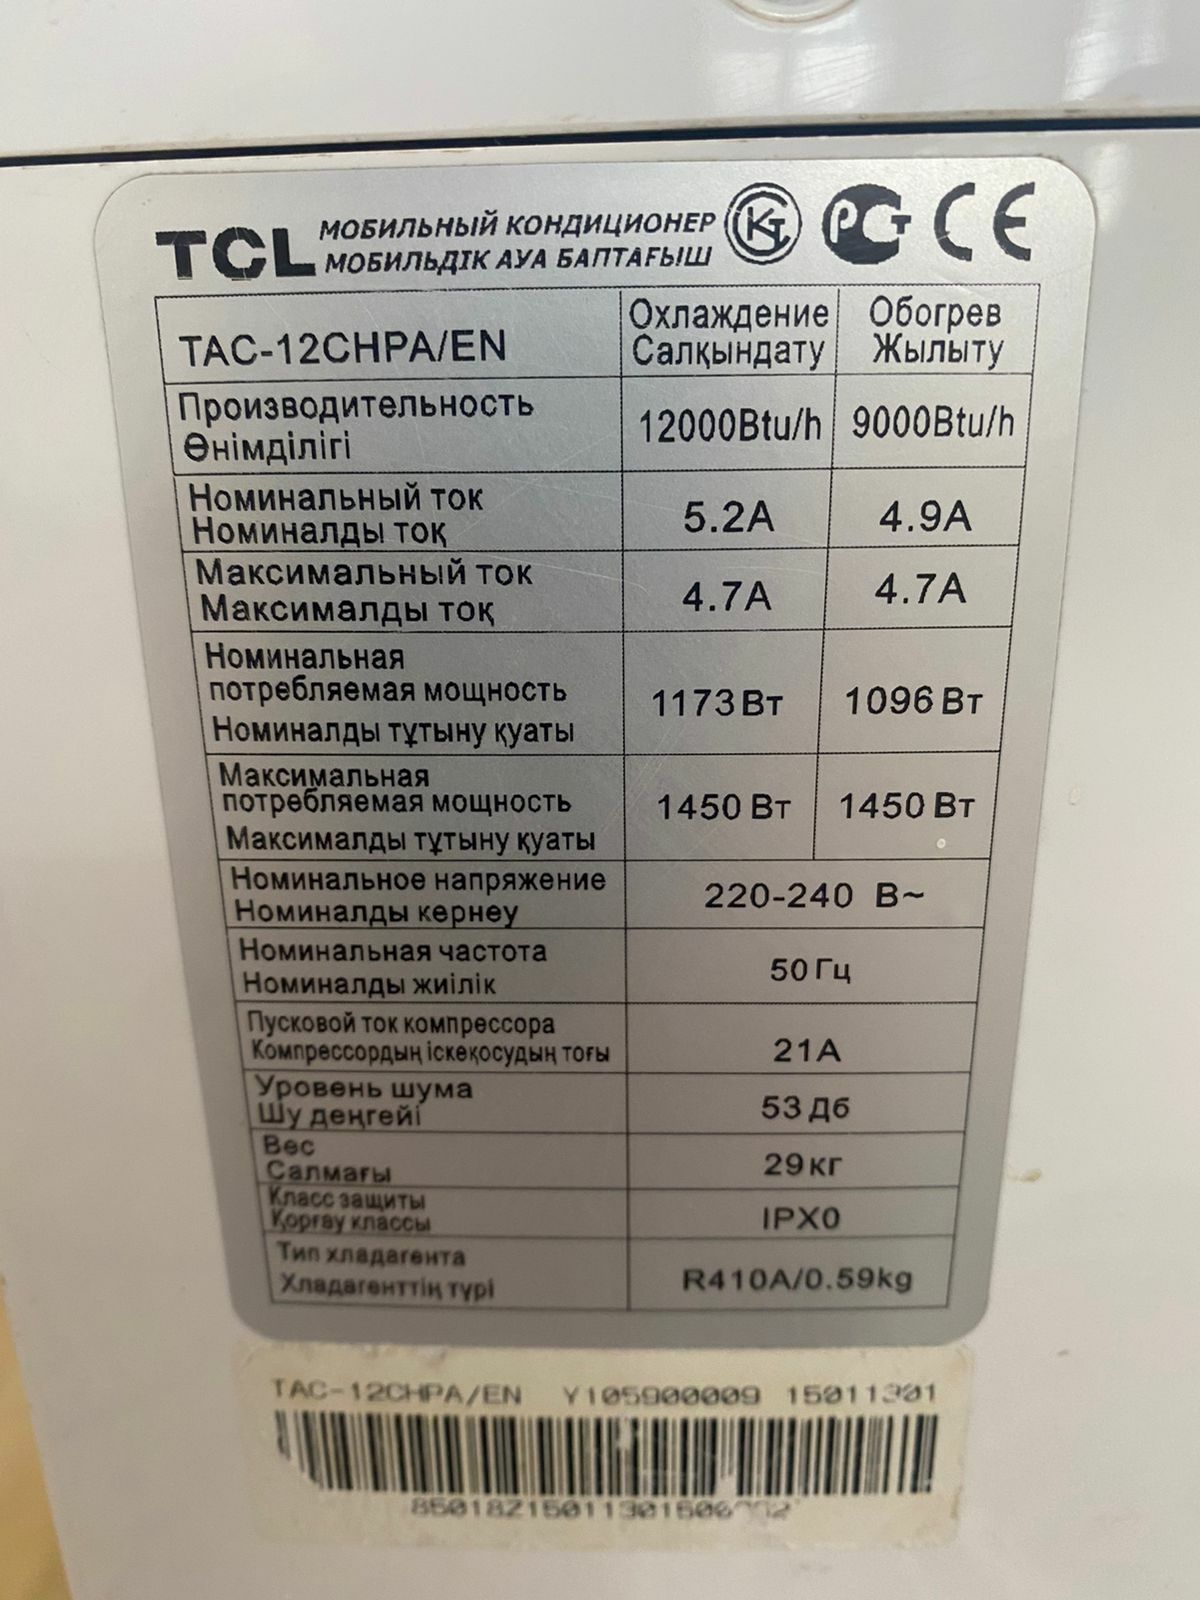 TCL
МОБИЛЬНЫЙ КОНДИЦИОНЕР
МОБИЛЬДІК АУА БАПТАҒЫШ
РСТ CE
TAC-12CHPA/EN
Охлаждение
Салқындату
Обогрев
Жылыту
Производительность
Өнімділігі
12000Btu/h
9000Btu/h
Номинальный ток
Номиналды тоқ
5.2A
4.9A
Максимальный ток
Максималды тоқ
4.7A
4.7A
Номинальная
потребляемая мощность
Номиналды тұтыну қуаты
1173 Вт
1096 Вт
Максимальная
потребляемая мощность
Максималды тұтыну қуаты
1450 Вт
1450 Вт
Номинальное напряжение
Номиналды кернеу
220-240 В~
Номинальная частота
Номиналды жиілік
50 Гц
Пусковой ток компрессора
Компрессордың іскеқосудың тоғы
21А
Уровень шума
Шу деңгейі
53 Дб
Вес
Салмағы
29 кг
Класс защиты
Қорғау классы
IPX0
Тип хладагента
Хладагенттің түрі
R410A/0.59kg
TAC-12CHPA/EN Y105900009 15011301